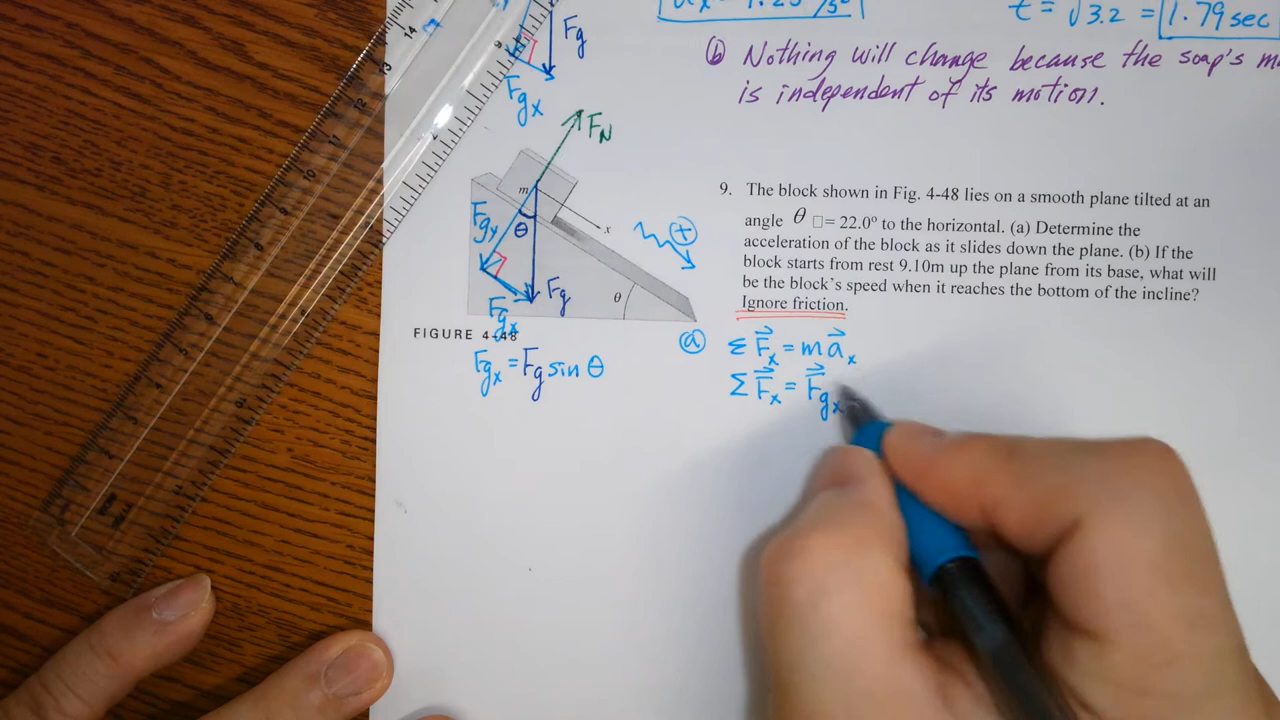 t = √3.2 = 1.79 sec
ⓑ Nothing will change because the soap's m
is independent of its motion.
Fg
Fgx
FN
m
Fgy
θ
x
+
Fg
Fgx
θ
FIGURE 4-48
Fgx = Fg sin θ
9. The block shown in Fig. 4-48 lies on a smooth plane tilted at an
angle θ □= 22.0° to the horizontal. (a) Determine the
acceleration of the block as it slides down the plane. (b) If the
block starts from rest 9.10m up the plane from its base, what will
be the block's speed when it reaches the bottom of the incline?
Ignore friction.
ⓐ ΣF⃗x = ma⃗x
ΣF⃗x = F⃗gx